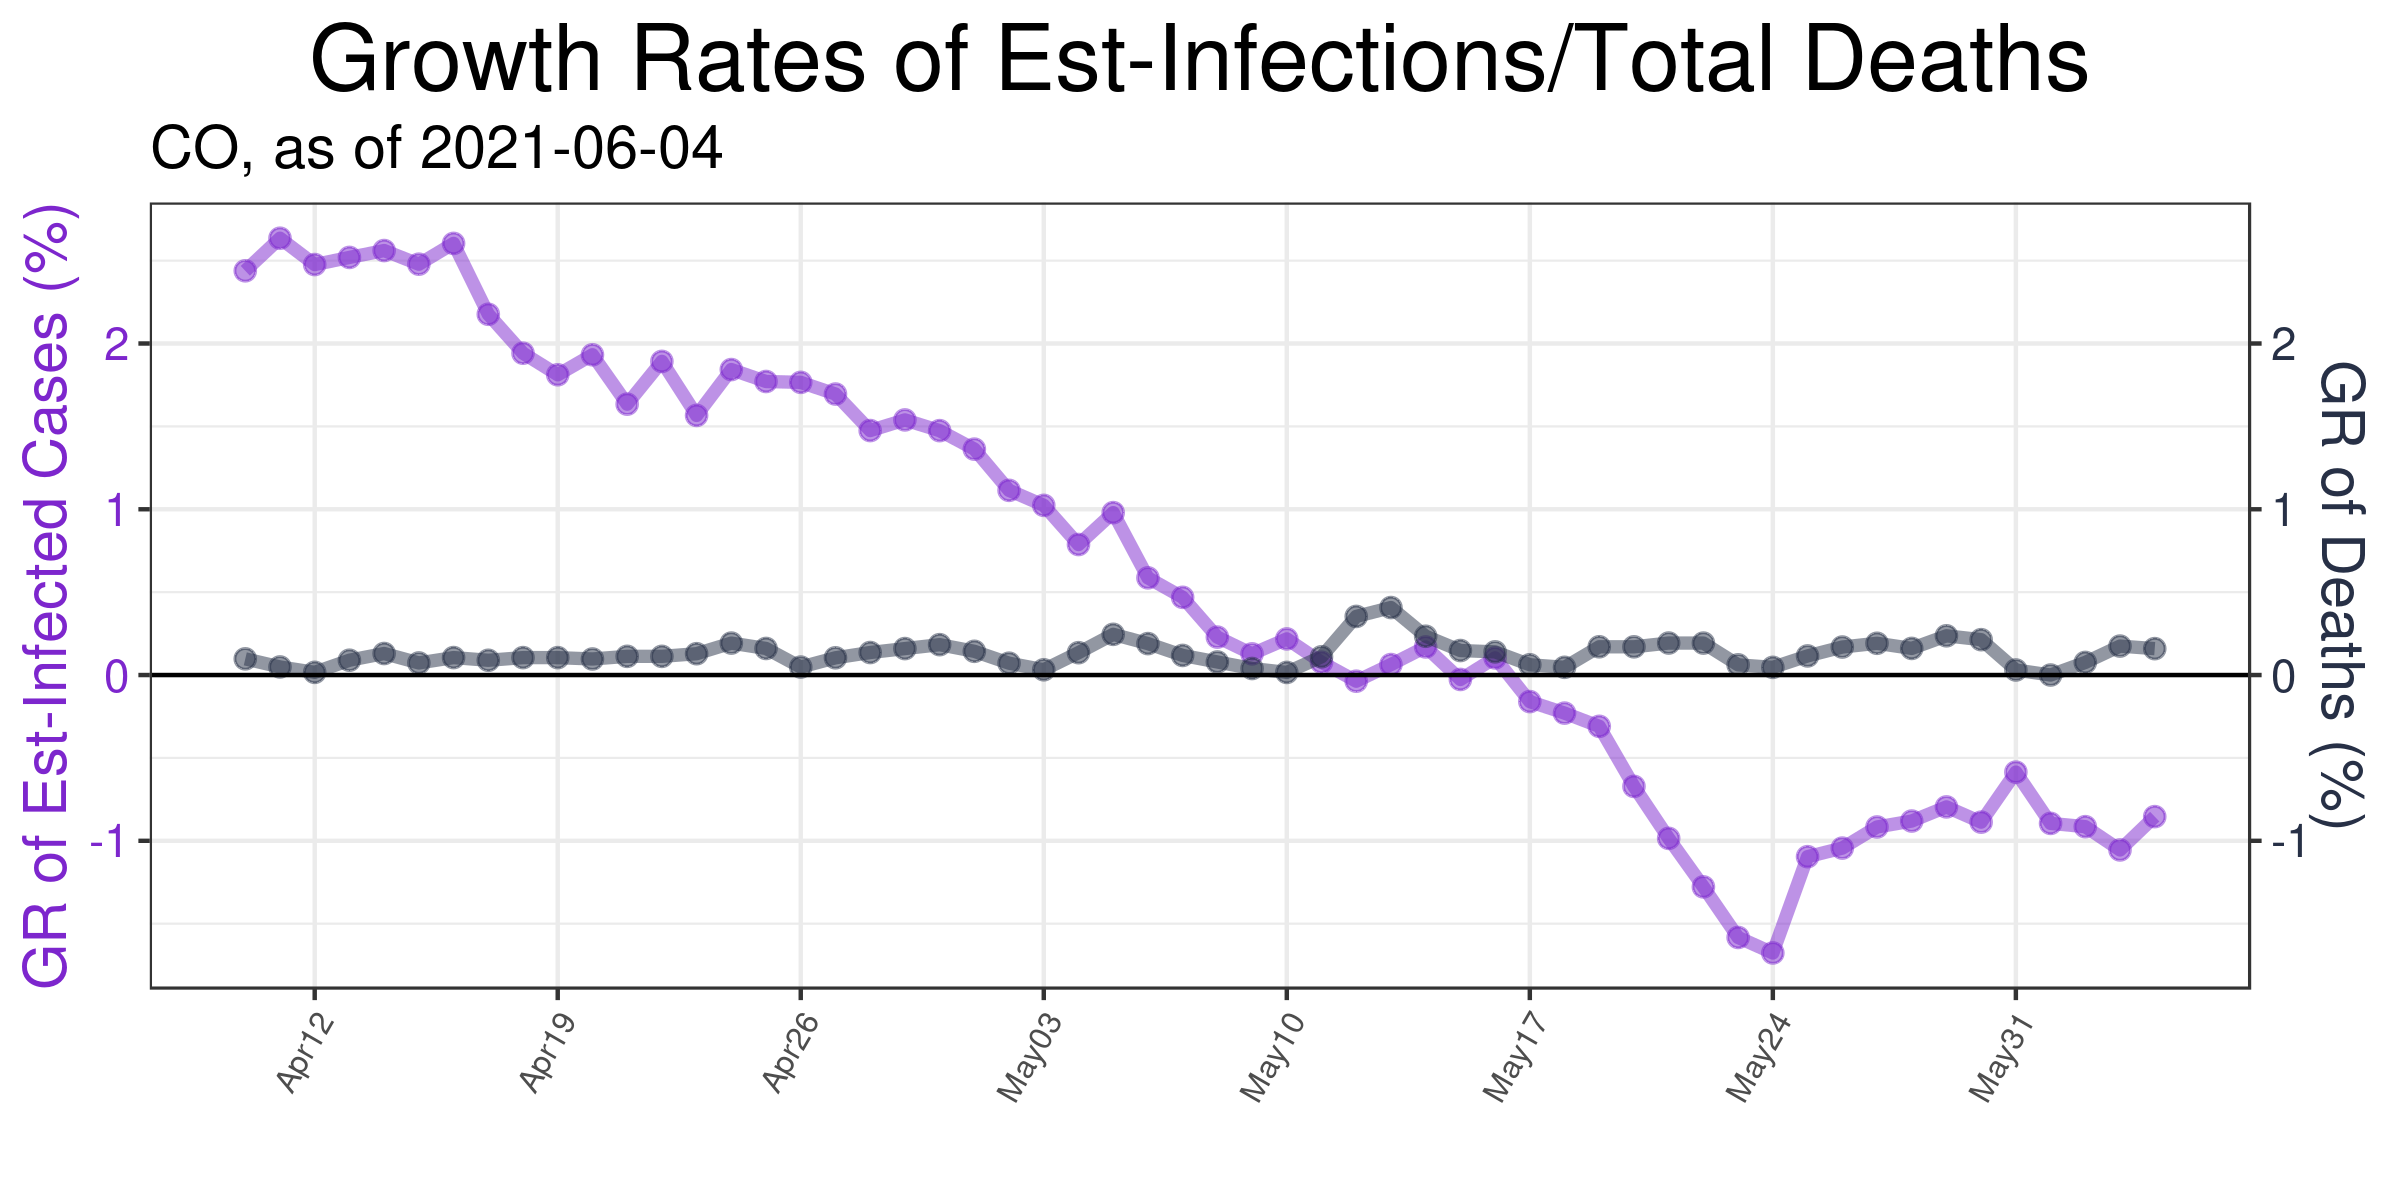 Growth Rates of Est-Infections/Total Deaths
CO, as of 2021-06-04
GR of Est-Infected Cases (%)
2
1
0
-1
2
1
0
-1
GR of Deaths (%)
Apr12
Apr19
Apr26
May03
May10
May17
May24
May31